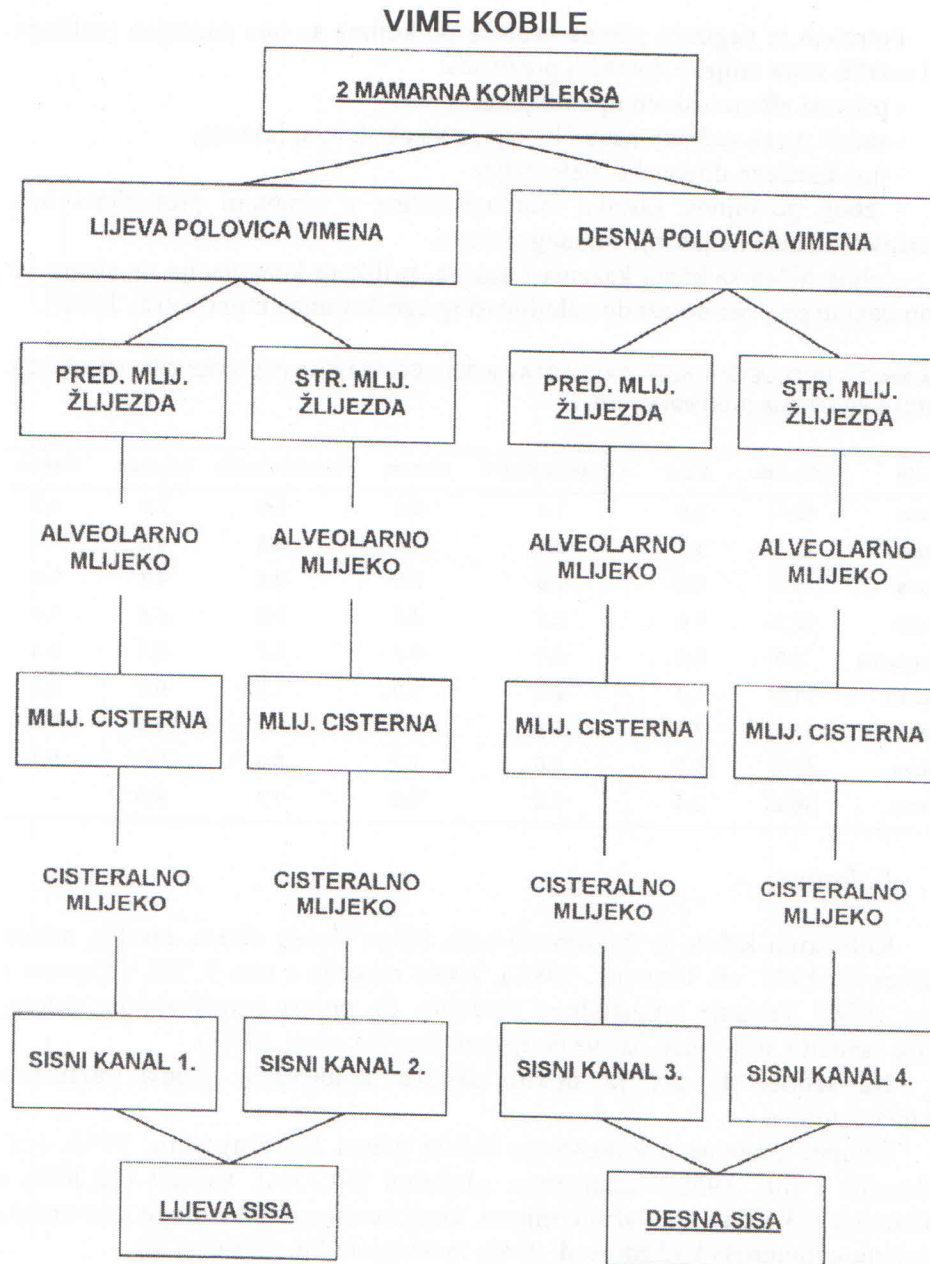 VIME KOBILE
2 MAMARNA KOMPLEKSA
LIJEVA POLOVICA VIMENA
DESNA POLOVICA VIMENA
PRED. MLIJ.
ŽLIJEZDA
STR. MLIJ.
ŽLIJEZDA
PRED. MLIJ.
ŽLIJEZDA
STR. MLIJ.
ŽLIJEZDA
ALVEOLARNO
MLIJEKO
ALVEOLARNO
MLIJEKO
ALVEOLARNO
MLIJEKO
ALVEOLARNO
MLIJEKO
MLIJ. CISTERNA
MLIJ. CISTERNA
MLIJ. CISTERNA
MLIJ. CISTERNA
CISTERALNO
MLIJEKO
CISTERALNO
MLIJEKO
CISTERALNO
MLIJEKO
CISTERALNO
MLIJEKO
SISNI KANAL 1.
SISNI KANAL 2.
SISNI KANAL 3.
SISNI KANAL 4.
LIJEVA SISA
DESNA SISA